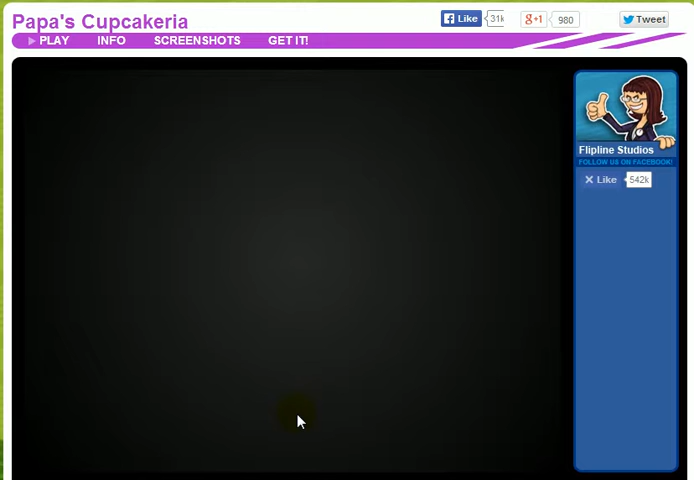 Papa's Cupcakeria
Like 31k
g+1 980
Tweet
PLAY INFO SCREENSHOTS GET IT!
Flipline Studios
FOLLOW US ON FACEBOOK!
Like 542k